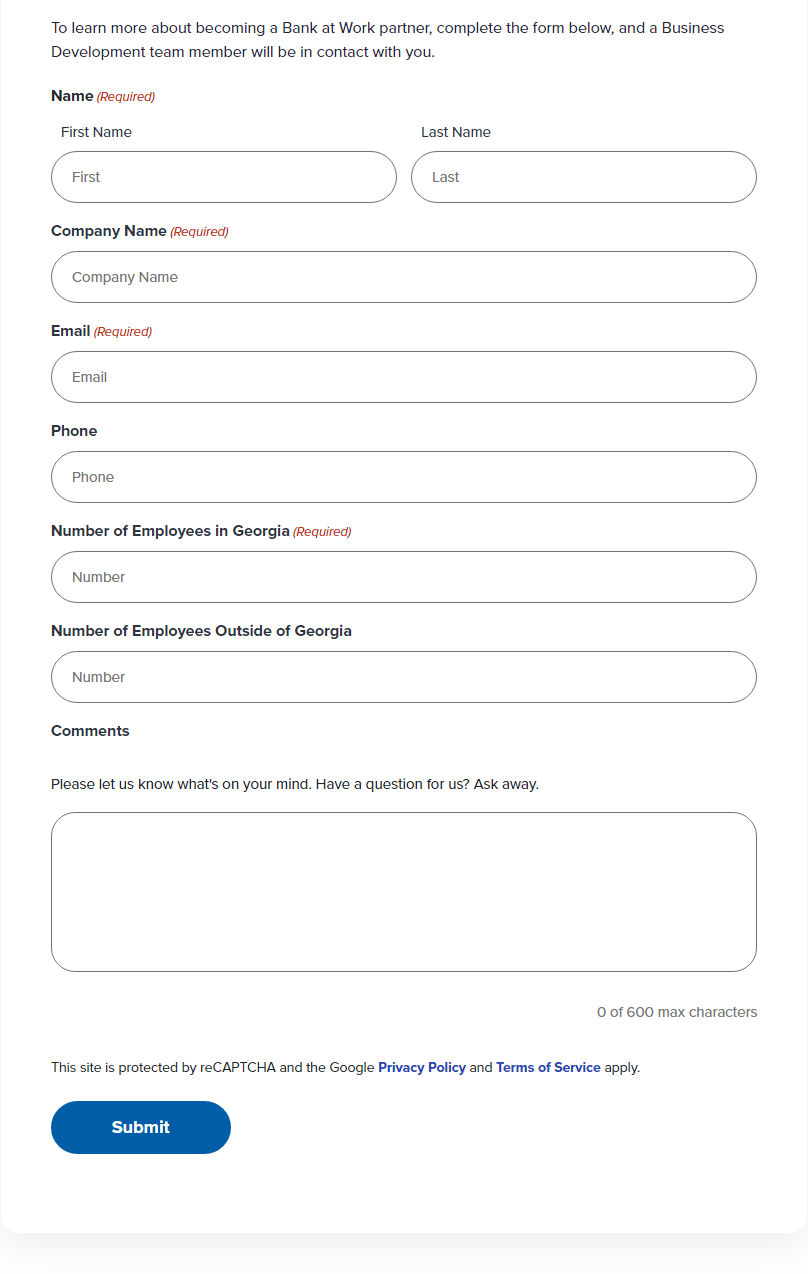 To learn more about becoming a Bank at Work partner, complete the form below, and a Business
Development team member will be in contact with you.
Name (Required)
First Name Last Name
First Last
Company Name (Required)
Company Name
Email (Required)
Email
Phone
Phone
Number of Employees in Georgia (Required)
Number
Number of Employees Outside of Georgia
Number
Comments
Please let us know what's on your mind. Have a question for us? Ask away.
0 of 600 max characters
This site is protected by reCAPTCHA and the Google Privacy Policy and Terms of Service apply.
Submit